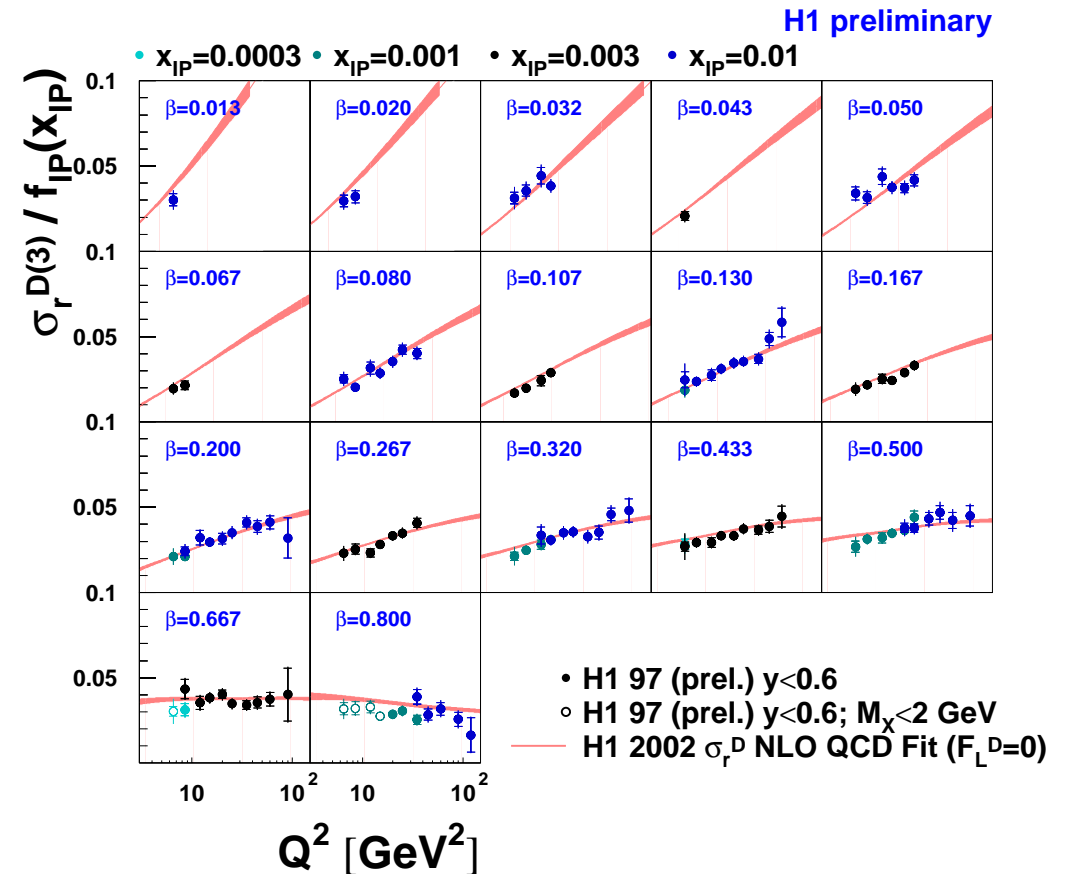 H1 preliminary
x_IP=0.0003 x_IP=0.001 x_IP=0.003 x_IP=0.01
σ_r^D(3) / f_IP(x_IP)
0.1
β=0.013 β=0.020 β=0.032 β=0.043 β=0.050
0.05
0.1
β=0.067 β=0.080 β=0.107 β=0.130 β=0.167
0.05
0.1
β=0.200 β=0.267 β=0.320 β=0.433 β=0.500
0.05
0.1
β=0.667 β=0.800
0.05
H1 97 (prel.) y<0.6
H1 97 (prel.) y<0.6; M_X<2 GeV
H1 2002 σ_r^D NLO QCD Fit (F_L^D=0)
10 10^2 10 10^2
Q^2 [GeV^2]